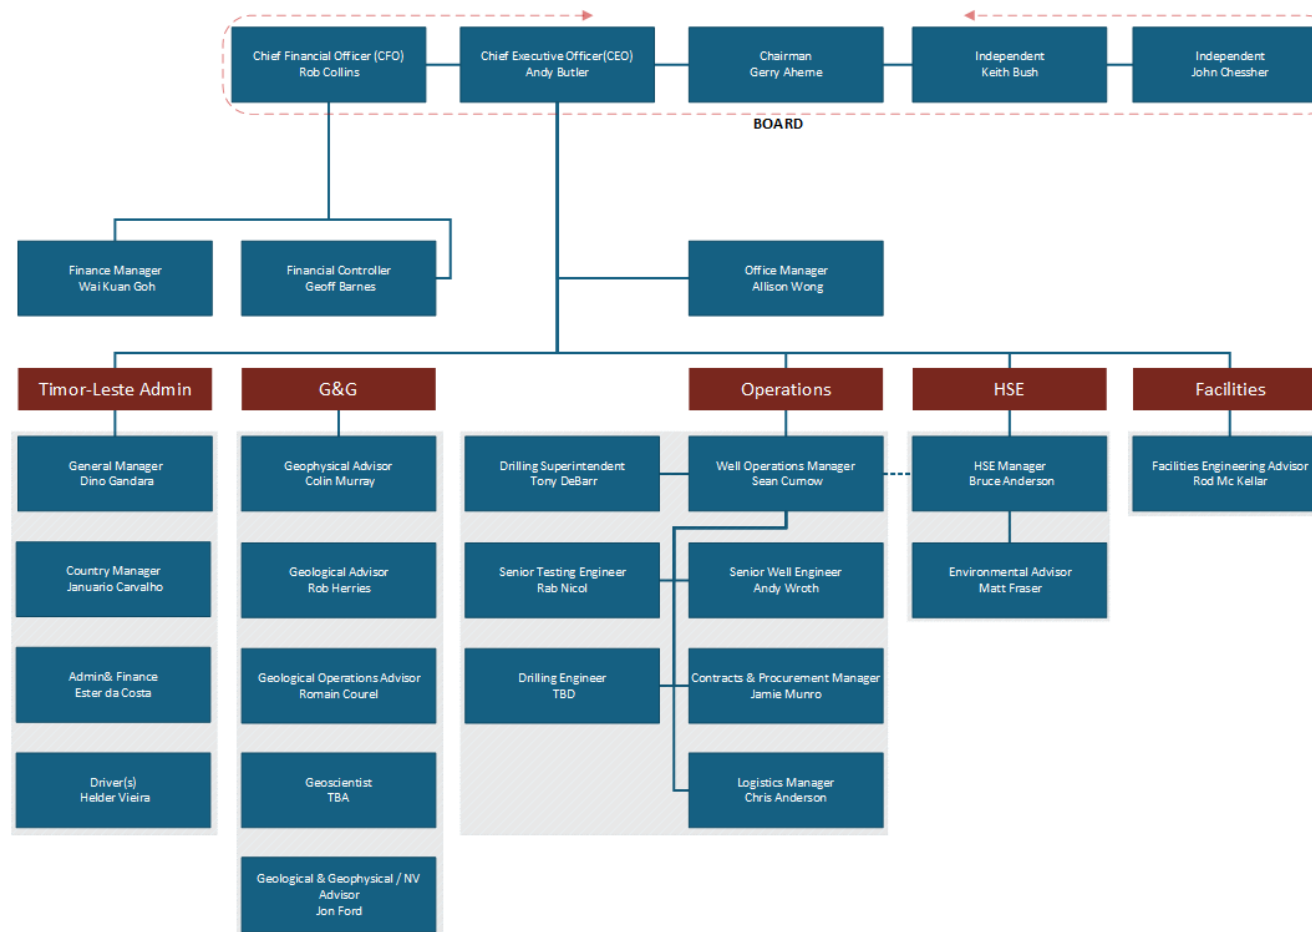 Chief Financial Officer (CFO)
Rob Collins
Chief Executive Officer(CEO)
Andy Butler
Chairman
Gerry Aherne
Independent
Keith Bush
Independent
John Chessher
BOARD
Finance Manager
Wai Kuan Goh
Financial Controller
Geoff Barnes
Office Manager
Allison Wong
Timor-Leste Admin
G&G
Operations
HSE
Facilities
General Manager
Dino Gandara
Geophysical Advisor
Colin Murray
Drilling Superintendent
Tony DeBarr
Well Operations Manager
Sean Curnow
HSE Manager
Bruce Anderson
Facilities Engineering Advisor
Rod Mc Kellar
Country Manager
Januario Carvalho
Geological Advisor
Rob Herries
Senior Testing Engineer
Rab Nicol
Senior Well Engineer
Andy Wroth
Environmental Advisor
Matt Fraser
Admin& Finance
Ester da Costa
Geological Operations Advisor
Romain Courel
Drilling Engineer
TBD
Contracts & Procurement Manager
Jamie Munro
Driver(s)
Helder Vieira
Geoscientist
TBA
Logistics Manager
Chris Anderson
Geological & Geophysical / NV
Advisor
Jon Ford